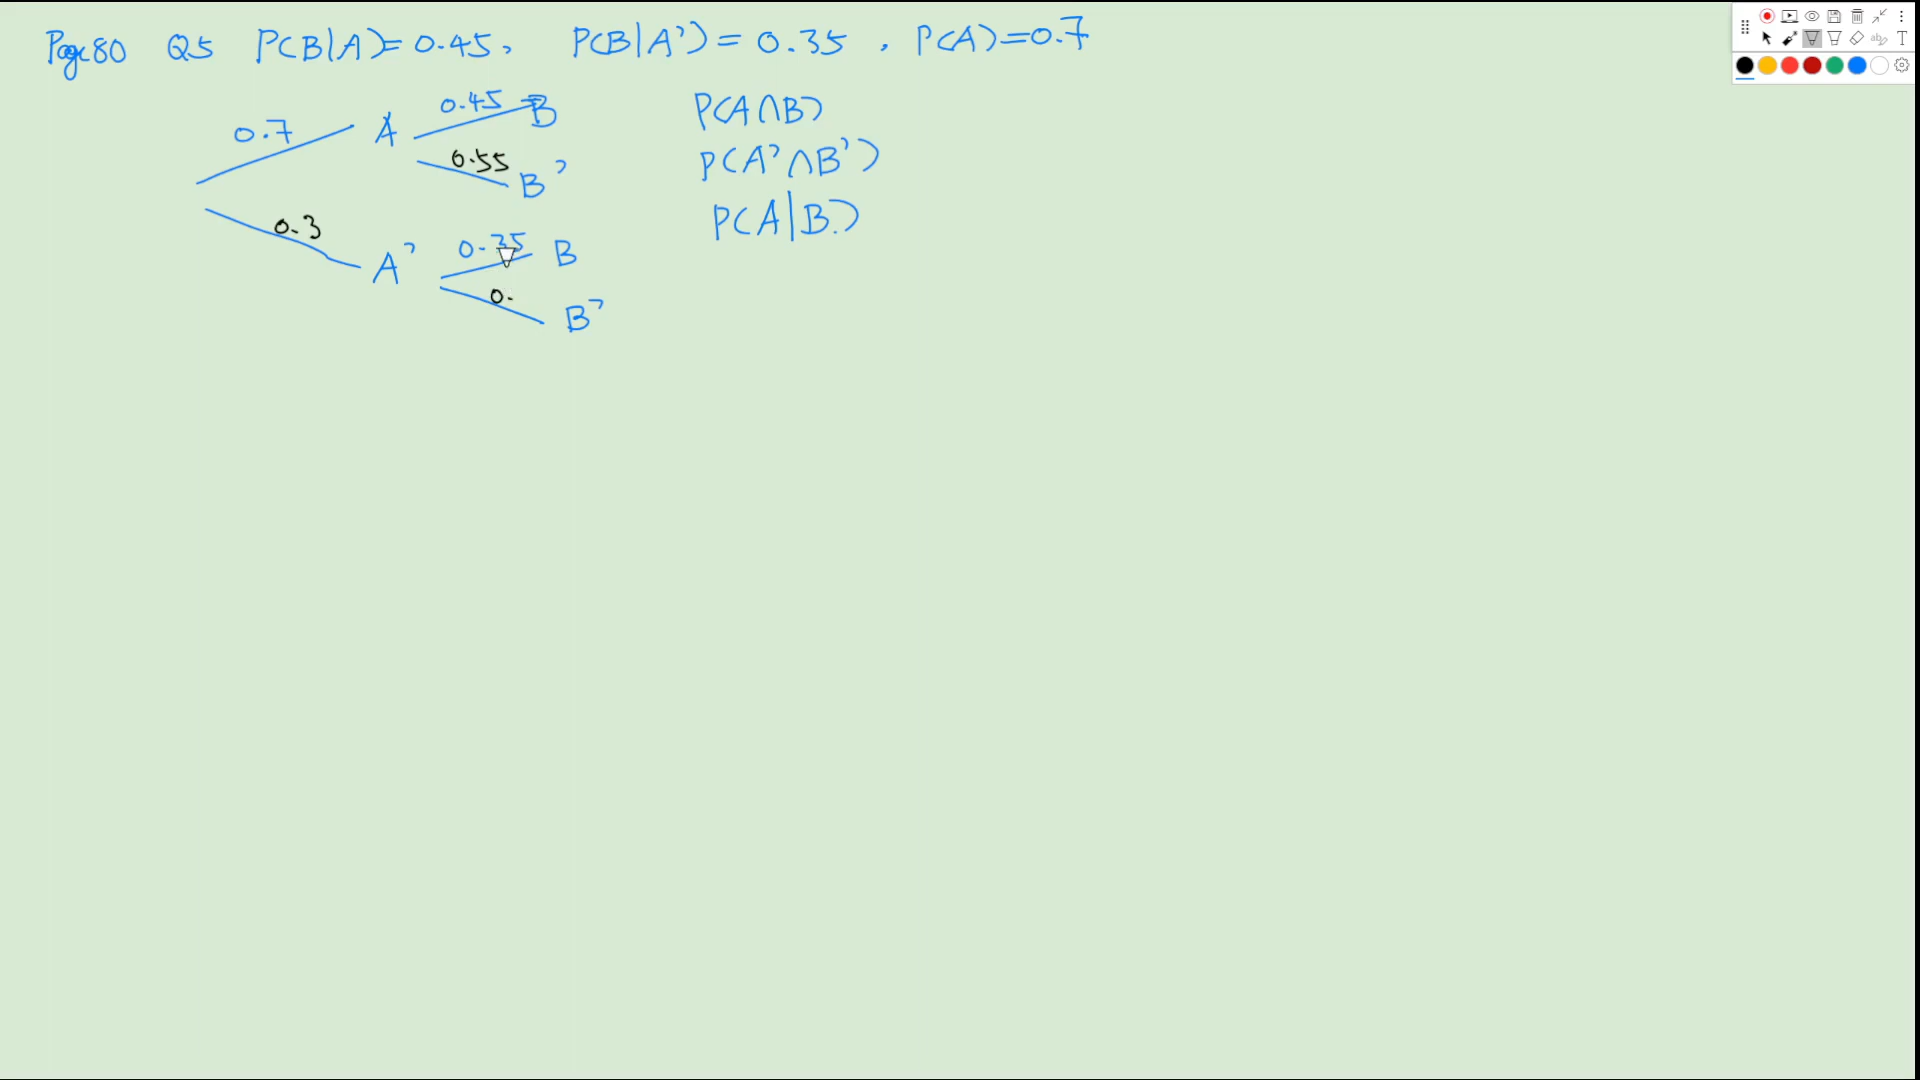 Page 80 Q5 P(B|A)=0.45, P(B|A')=0.35, P(A)=0.7
0.7 A 0.45 B
0.55 B'
0.3 A' 0.35 B
0. B'
P(A∩B)
P(A'∩B')
P(A|B)
T